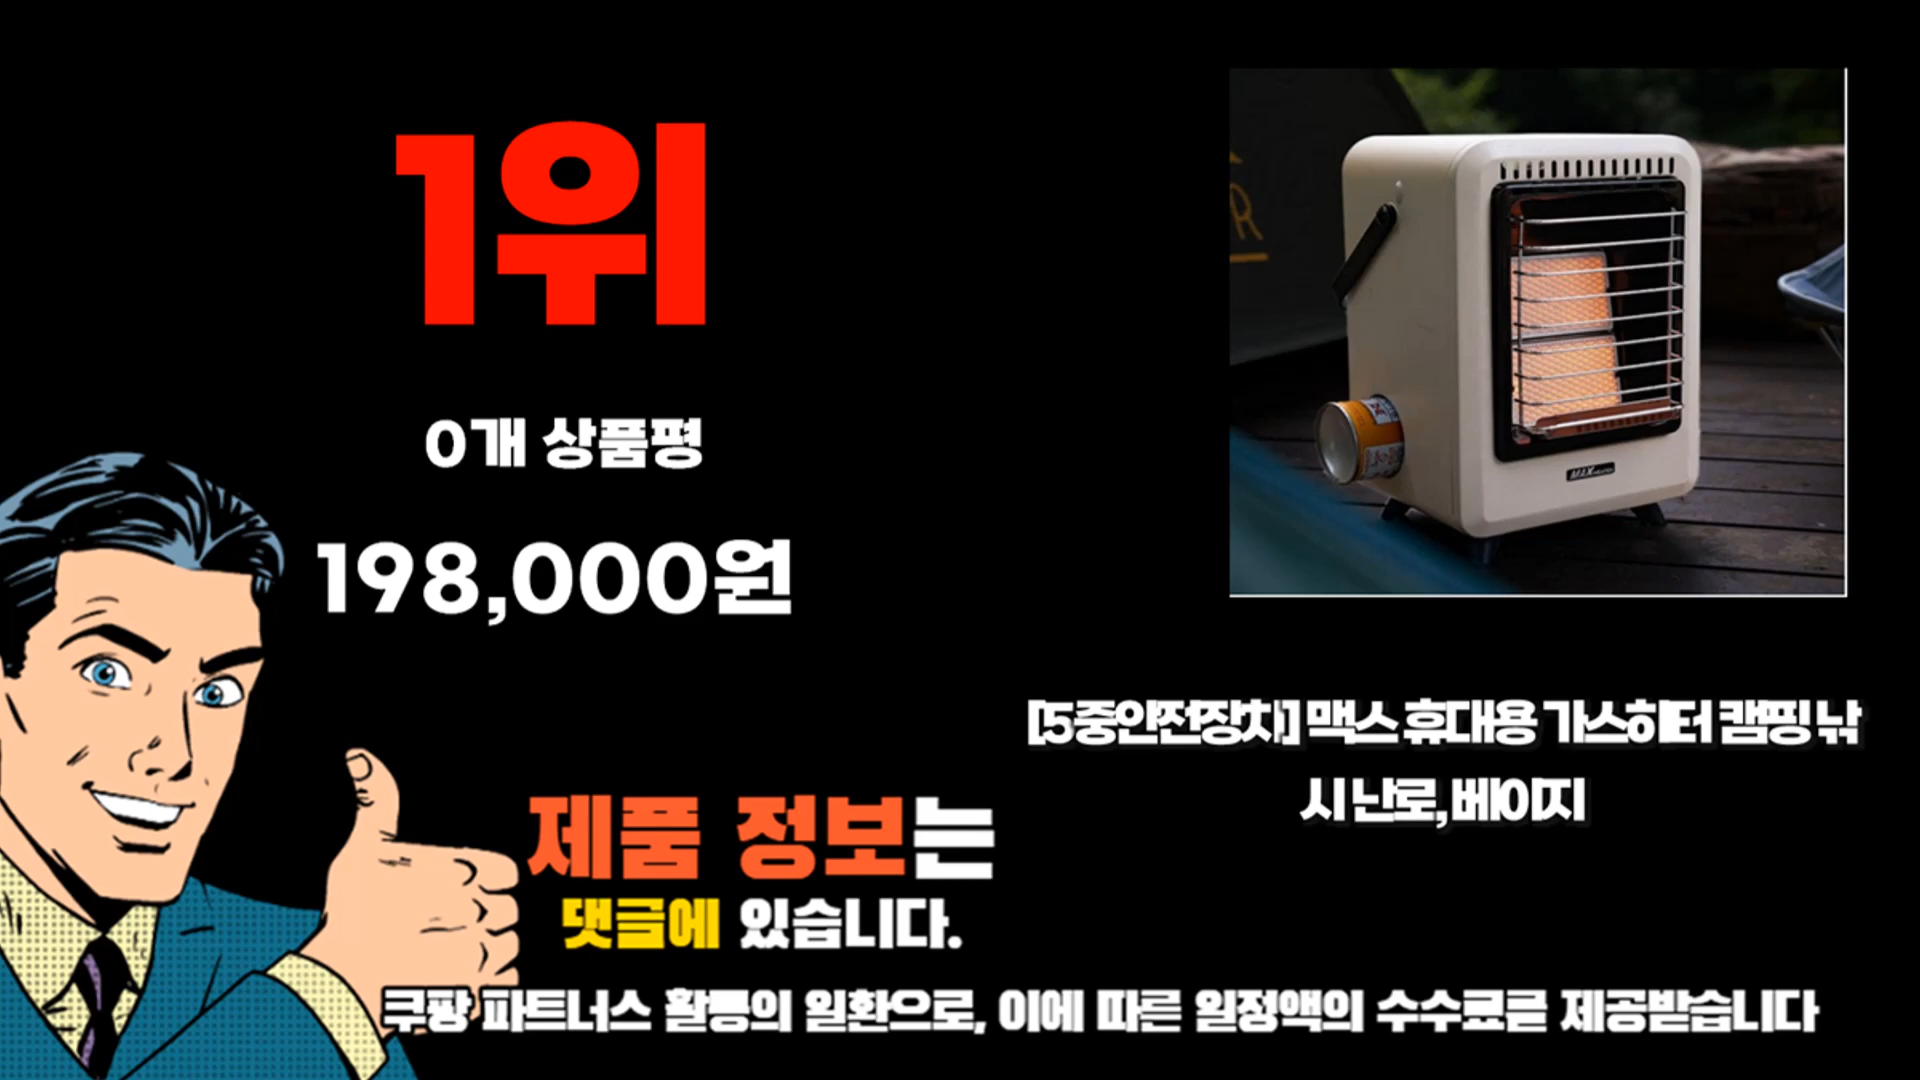 1위
0개 상품평
198,000원
MAX
[5중안전장치] 맥스 휴대용 가스히터 캠핑 낚
시 난로, 베이지
제품 정보는
댓글에 있습니다.
쿠팡 파트너스 활동의 일환으로, 이에 따른 일정액의 수수료를 제공받습니다